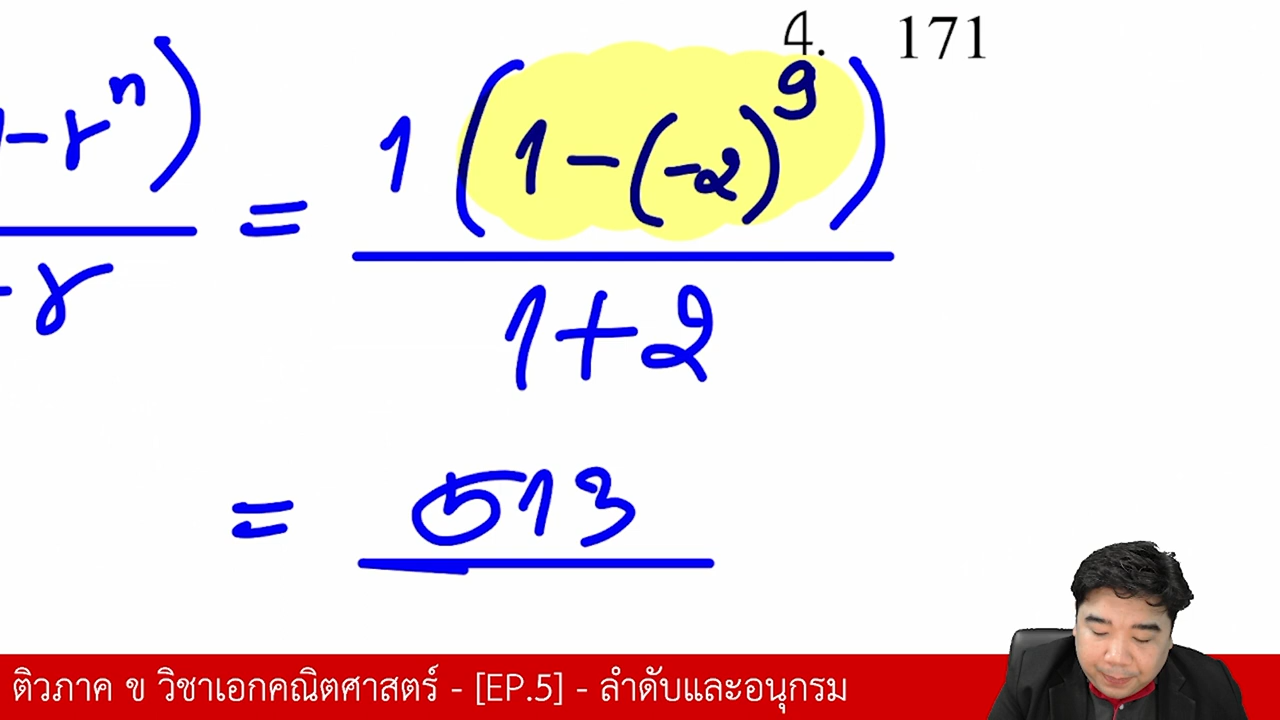 4. 171
- r^n) = 1(1-(-2)^9)
- r 1+2
= 513
ติวภาค ข วิชาเอกคณิตศาสตร์ - [EP.5] - ลำดับและอนุกรม